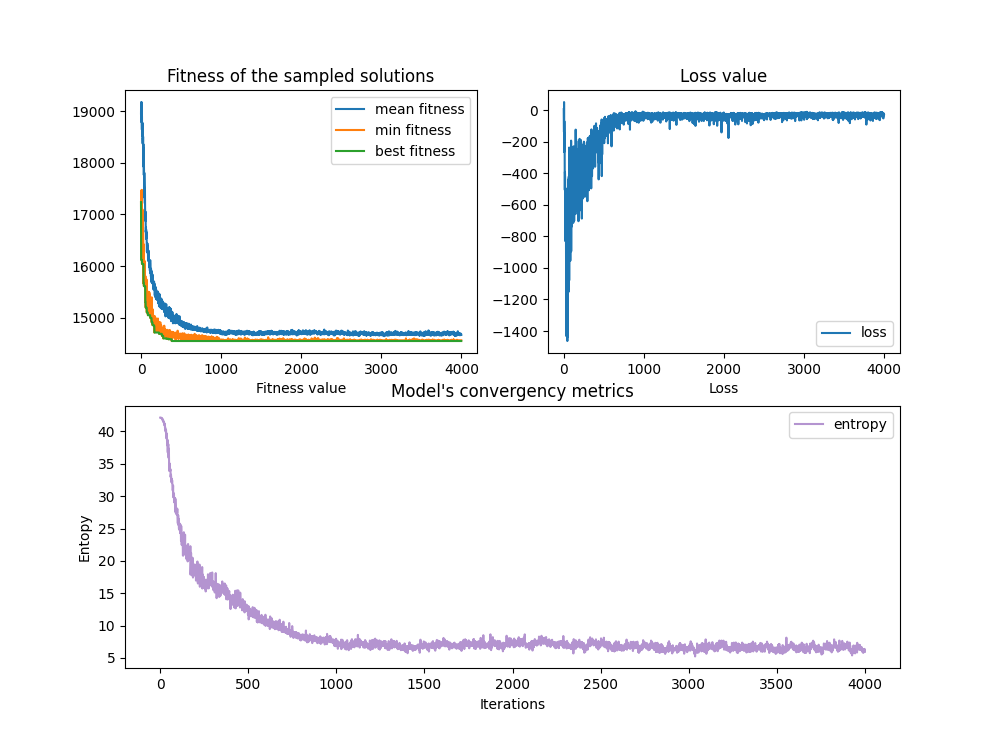 Fitness of the sampled solutions
19000
18000
17000
16000
15000
mean fitness
min fitness
best fitness
0 1000 2000 3000 4000
Fitness value
Loss value
0
−200
−400
−600
−800
−1000
−1200
−1400
loss
0 1000 2000 3000 4000
Loss
Model's convergency metrics
40
35
30
25
20
15
10
5
Entopy
entropy
0 500 1000 1500 2000 2500 3000 3500 4000
Iterations